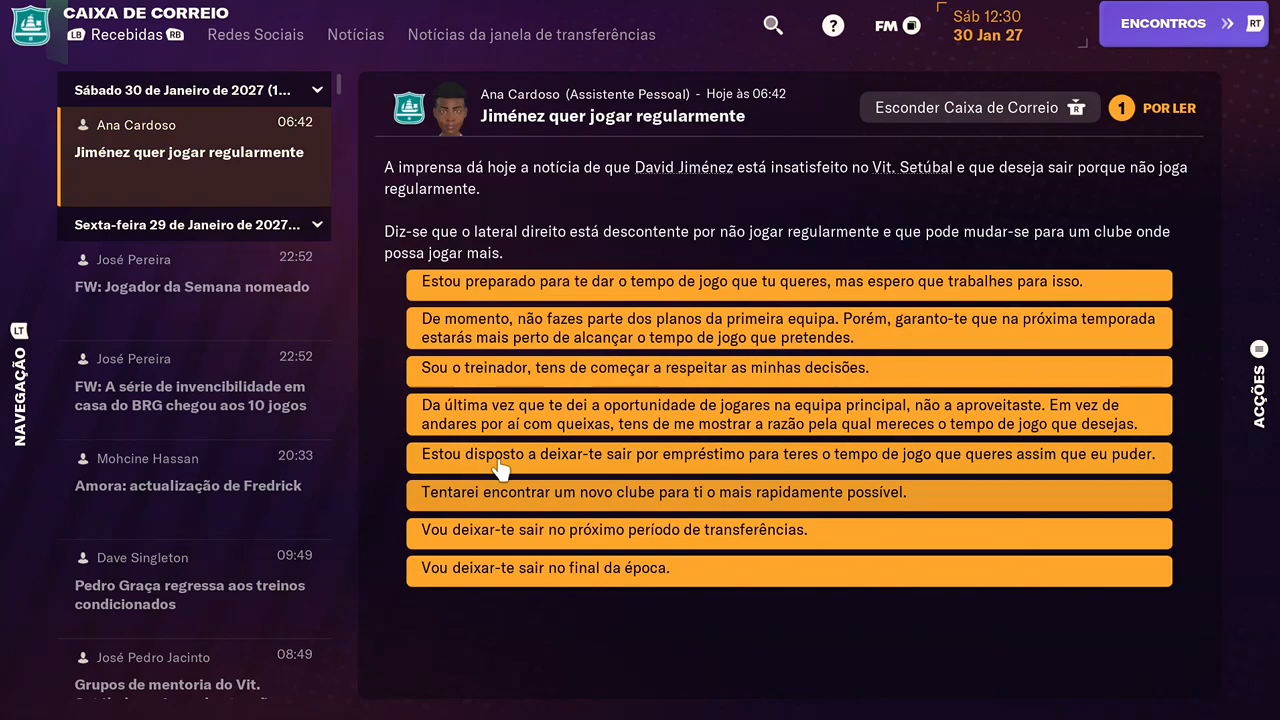 CAIXA DE CORREIO
LB Recebidas RB Redes Sociais Notícias Notícias da janela de transferências
? FM
Sáb 12:30
30 Jan 27
ENCONTROS RT
Sábado 30 de Janeiro de 2027 (1...
Ana Cardoso 06:42
Jiménez quer jogar regularmente
Sexta-feira 29 de Janeiro de 2027...
José Pereira 22:52
FW: Jogador da Semana nomeado
José Pereira 22:52
FW: A série de invencibilidade em
casa do BRG chegou aos 10 jogos
Mohcine Hassan 20:33
Amora: actualização de Fredrick
Dave Singleton 09:49
Pedro Graça regressa aos treinos
condicionados
José Pedro Jacinto 08:49
Grupos de mentoria do Vit.
LT
NAVEGAÇÃO
Ana Cardoso (Assistente Pessoal) - Hoje às 06:42
Jiménez quer jogar regularmente
Esconder Caixa de Correio R
1 POR LER
A imprensa dá hoje a notícia de que David Jiménez está insatisfeito no Vit. Setúbal e que deseja sair porque não joga
regularmente.
Diz-se que o lateral direito está descontente por não jogar regularmente e que pode mudar-se para um clube onde
possa jogar mais.
Estou preparado para te dar o tempo de jogo que tu queres, mas espero que trabalhes para isso.
De momento, não fazes parte dos planos da primeira equipa. Porém, garanto-te que na próxima temporada
estarás mais perto de alcançar o tempo de jogo que pretendes.
Sou o treinador, tens de começar a respeitar as minhas decisões.
Da última vez que te dei a oportunidade de jogares na equipa principal, não a aproveitaste. Em vez de
andares por aí com queixas, tens de me mostrar a razão pela qual mereces o tempo de jogo que desejas.
Estou disposto a deixar-te sair por empréstimo para teres o tempo de jogo que queres assim que eu puder.
Tentarei encontrar um novo clube para ti o mais rapidamente possível.
Vou deixar-te sair no próximo período de transferências.
Vou deixar-te sair no final da época.
ACÇÕES